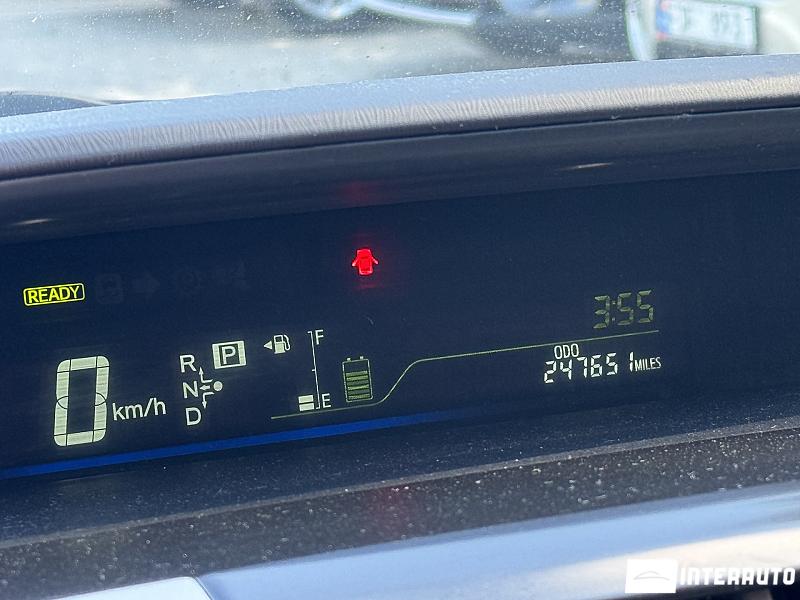 READY
3:55
ODO
247651 MILES
F
R P
N
D
E
0 km/h
INTERAUTO